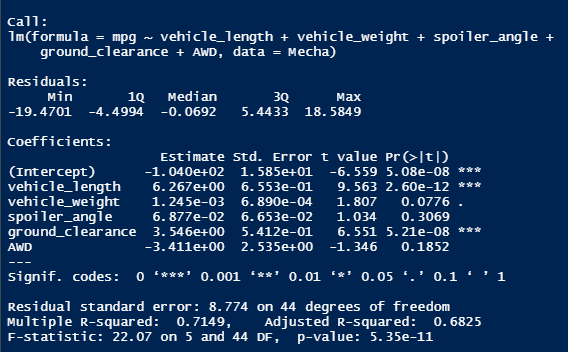 Call:
lm(formula = mpg ~ vehicle_length + vehicle_weight + spoiler_angle +
    ground_clearance + AWD, data = Mecha)

Residuals:
     Min       1Q   Median       3Q      Max
-19.4701  -4.4994  -0.0692   5.4433  18.5849

Coefficients:
                   Estimate Std. Error t value Pr(>|t|)
(Intercept)      -1.040e+02  1.585e+01  -6.559 5.08e-08 ***
vehicle_length    6.267e+00  6.553e-01   9.563 2.60e-12 ***
vehicle_weight    1.245e-03  6.890e-04   1.807   0.0776 .
spoiler_angle     6.877e-02  6.653e-02   1.034   0.3069
ground_clearance  3.546e+00  5.412e-01   6.551 5.21e-08 ***
AWD              -3.411e+00  2.535e+00  -1.346   0.1852
---
Signif. codes:  0 ‘***’ 0.001 ‘**’ 0.01 ‘*’ 0.05 ‘.’ 0.1 ‘ ’ 1

Residual standard error: 8.774 on 44 degrees of freedom
Multiple R-squared:  0.7149,    Adjusted R-squared:  0.6825
F-statistic: 22.07 on 5 and 44 DF,  p-value: 5.35e-11